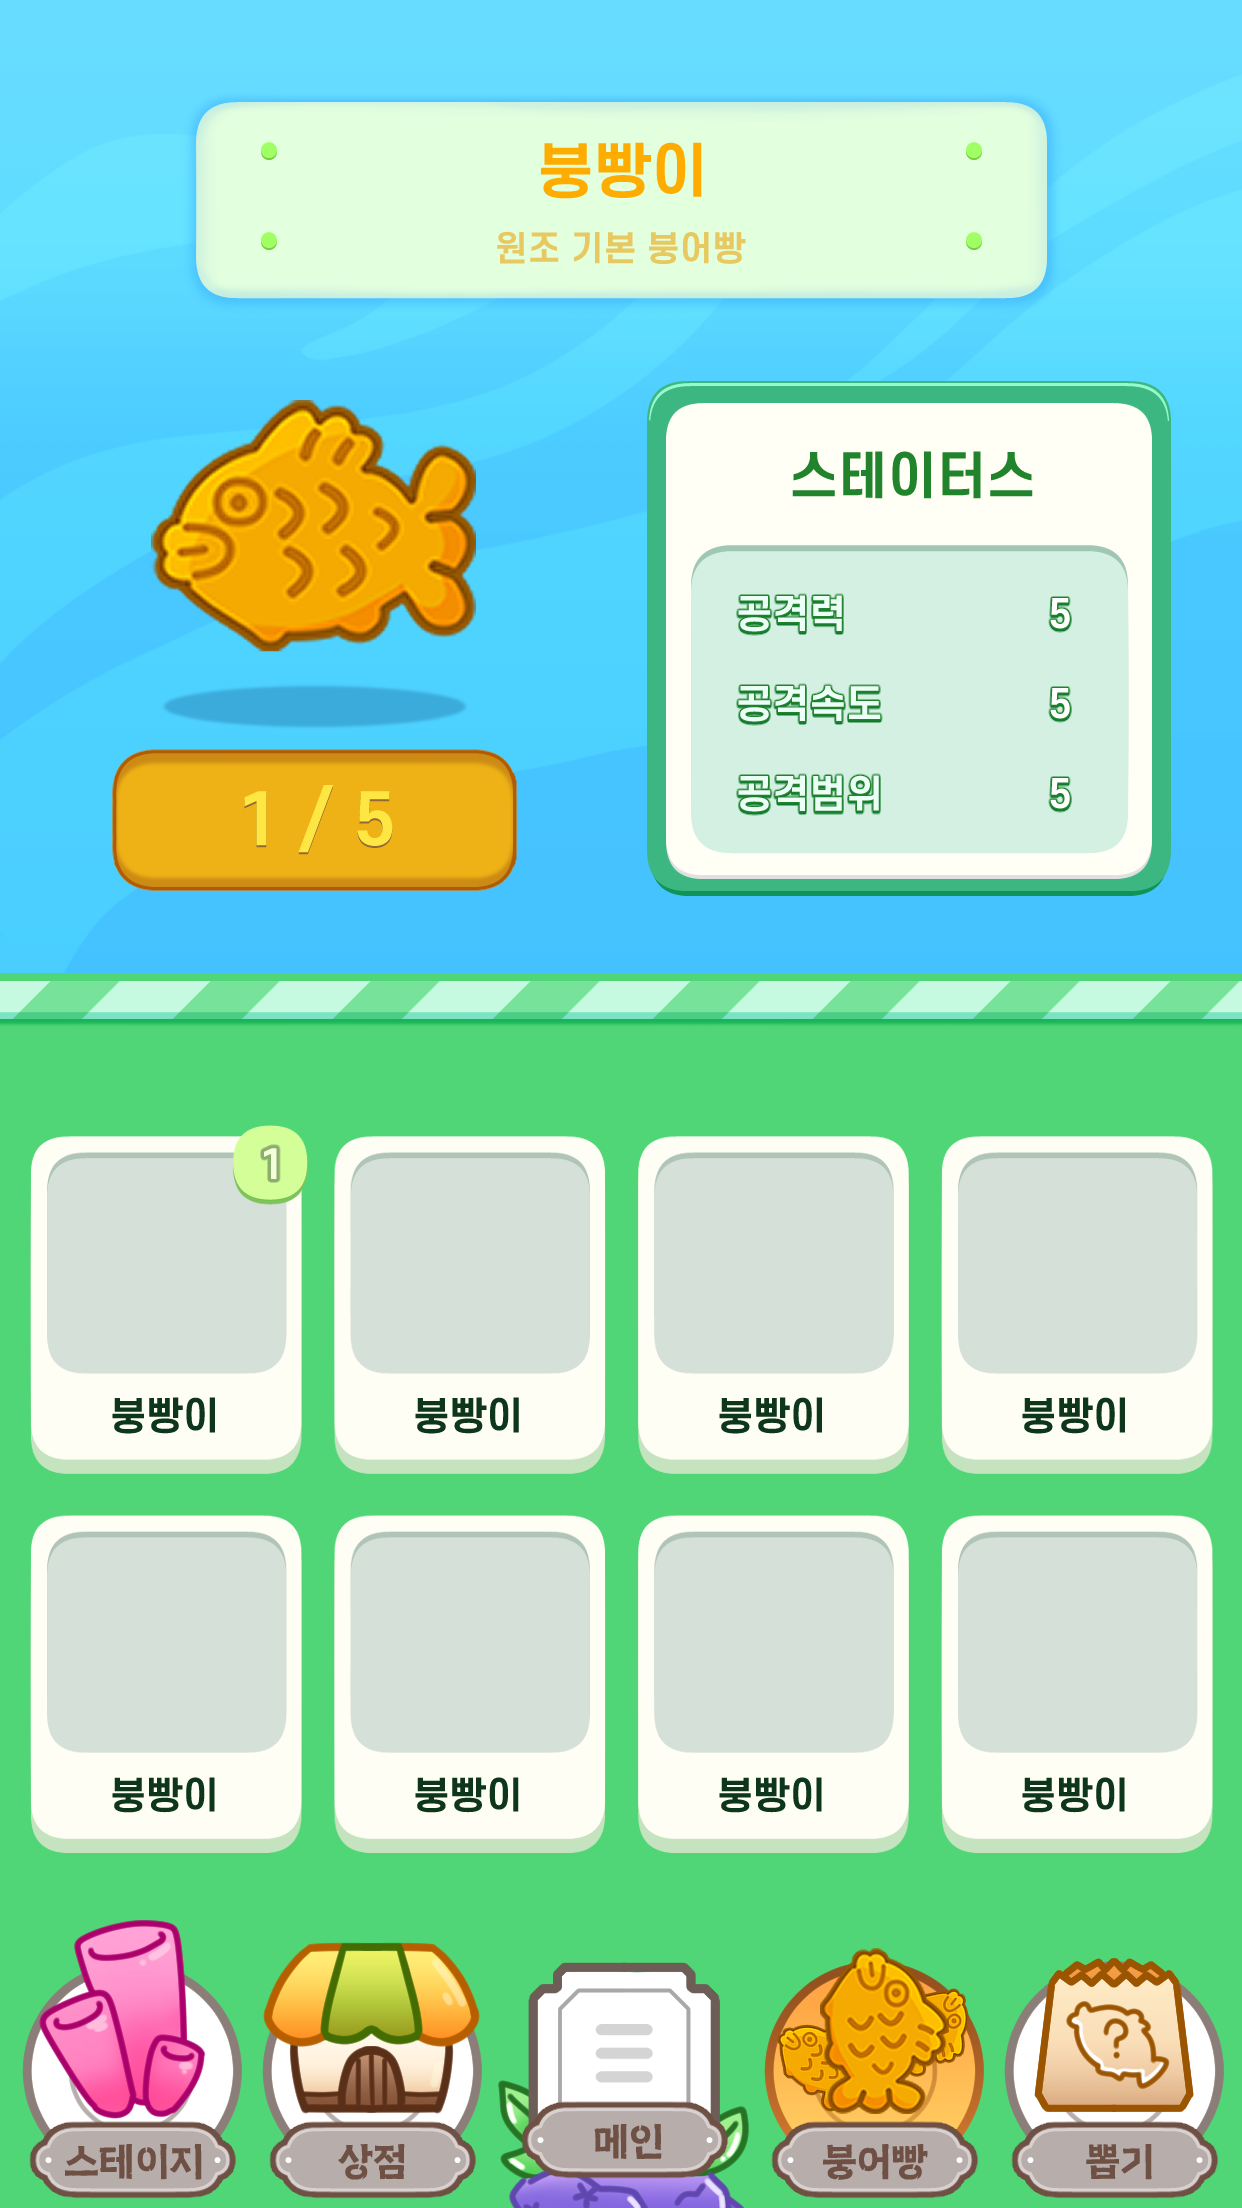 붕빵이
원조 기본 붕어빵
스테이터스
공격력 5
공격속도 5
공격범위 5
1 / 5
1
붕빵이 붕빵이 붕빵이 붕빵이
붕빵이 붕빵이 붕빵이 붕빵이
스테이지 상점 메인 붕어빵 뽑기
?